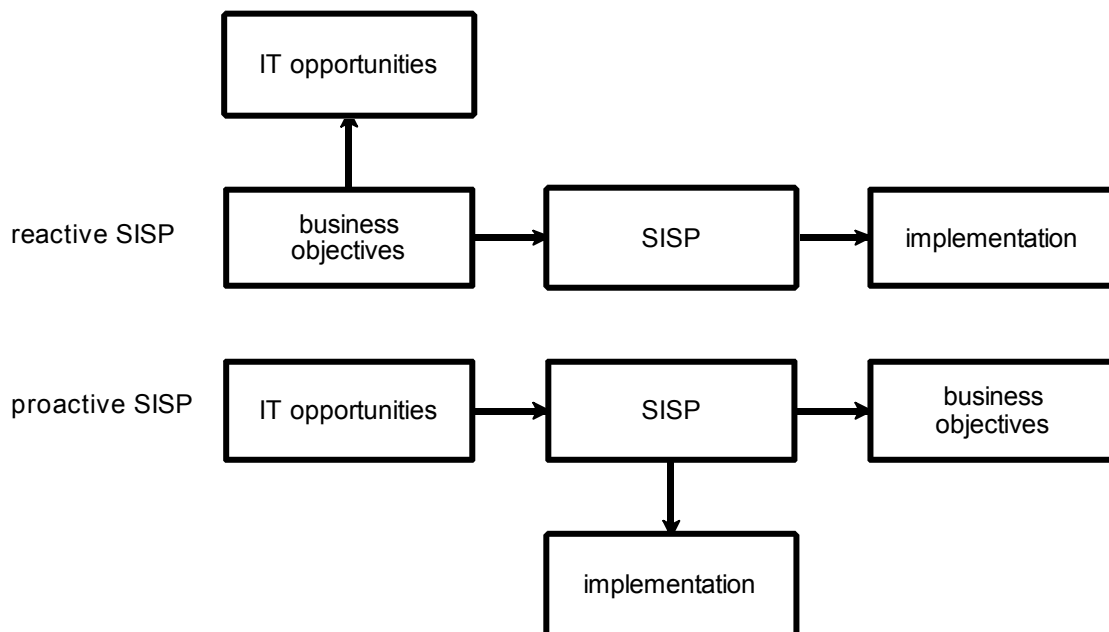 IT opportunities
reactive SISP
business
objectives
SISP
implementation
proactive SISP
IT opportunities
SISP
business
objectives
implementation